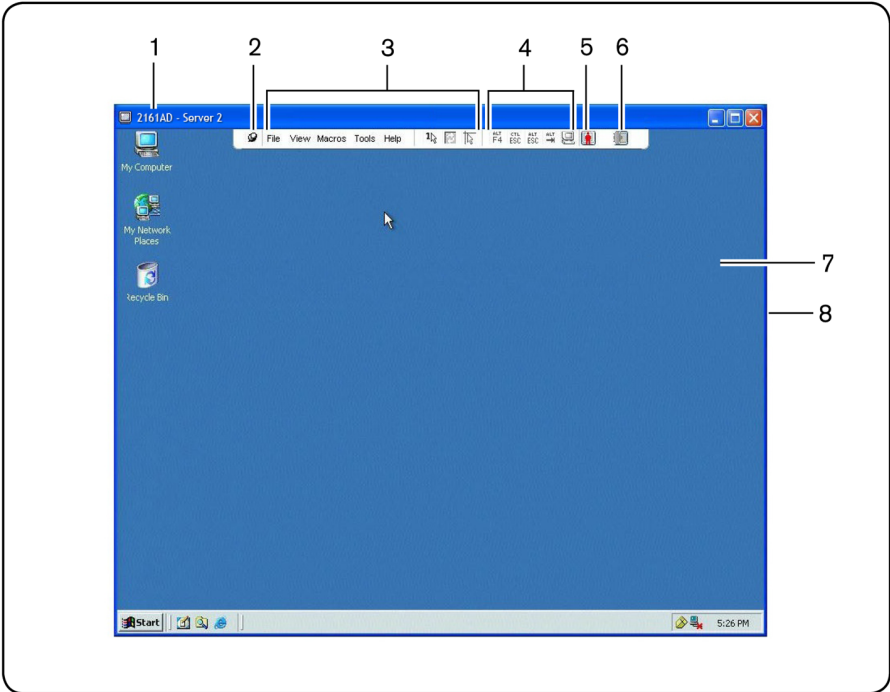 1 2 3 4 5 6
2161AD - Server 2
File View Macros Tools Help 1 ALT F4 CTL ESC ALT ESC ALT
My Computer
My Network Places
Recycle Bin
7
8
Start 5:26 PM